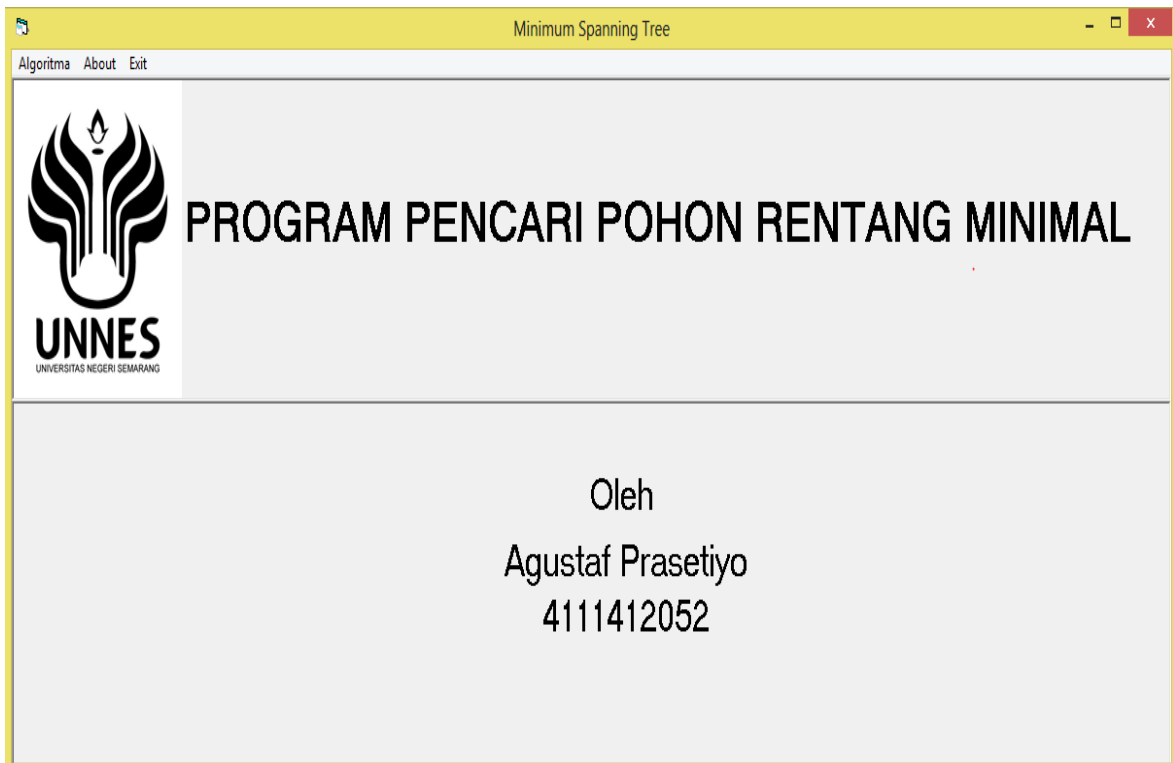 Minimum Spanning Tree
Algoritma About Exit
PROGRAM PENCARI POHON RENTANG MINIMAL
UNNES
UNIVERSITAS NEGERI SEMARANG
Oleh
Agustaf Prasetiyo
4111412052